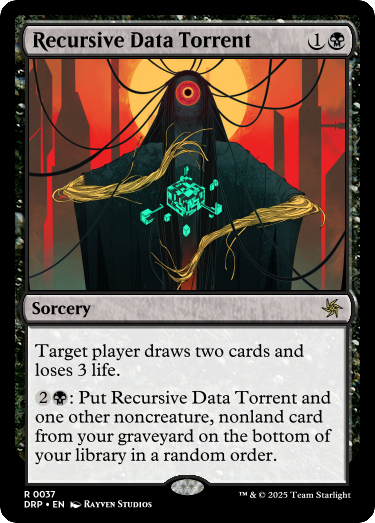 Recursive Data Torrent 1
Sorcery
Target player draws two cards and
loses 3 life.
2 : Put Recursive Data Torrent and
one other noncreature, nonland card
from your graveyard on the bottom of
your library in a random order.
R 0037
DRP • EN Rayven Studios
™ & © 2025 Team Starlight